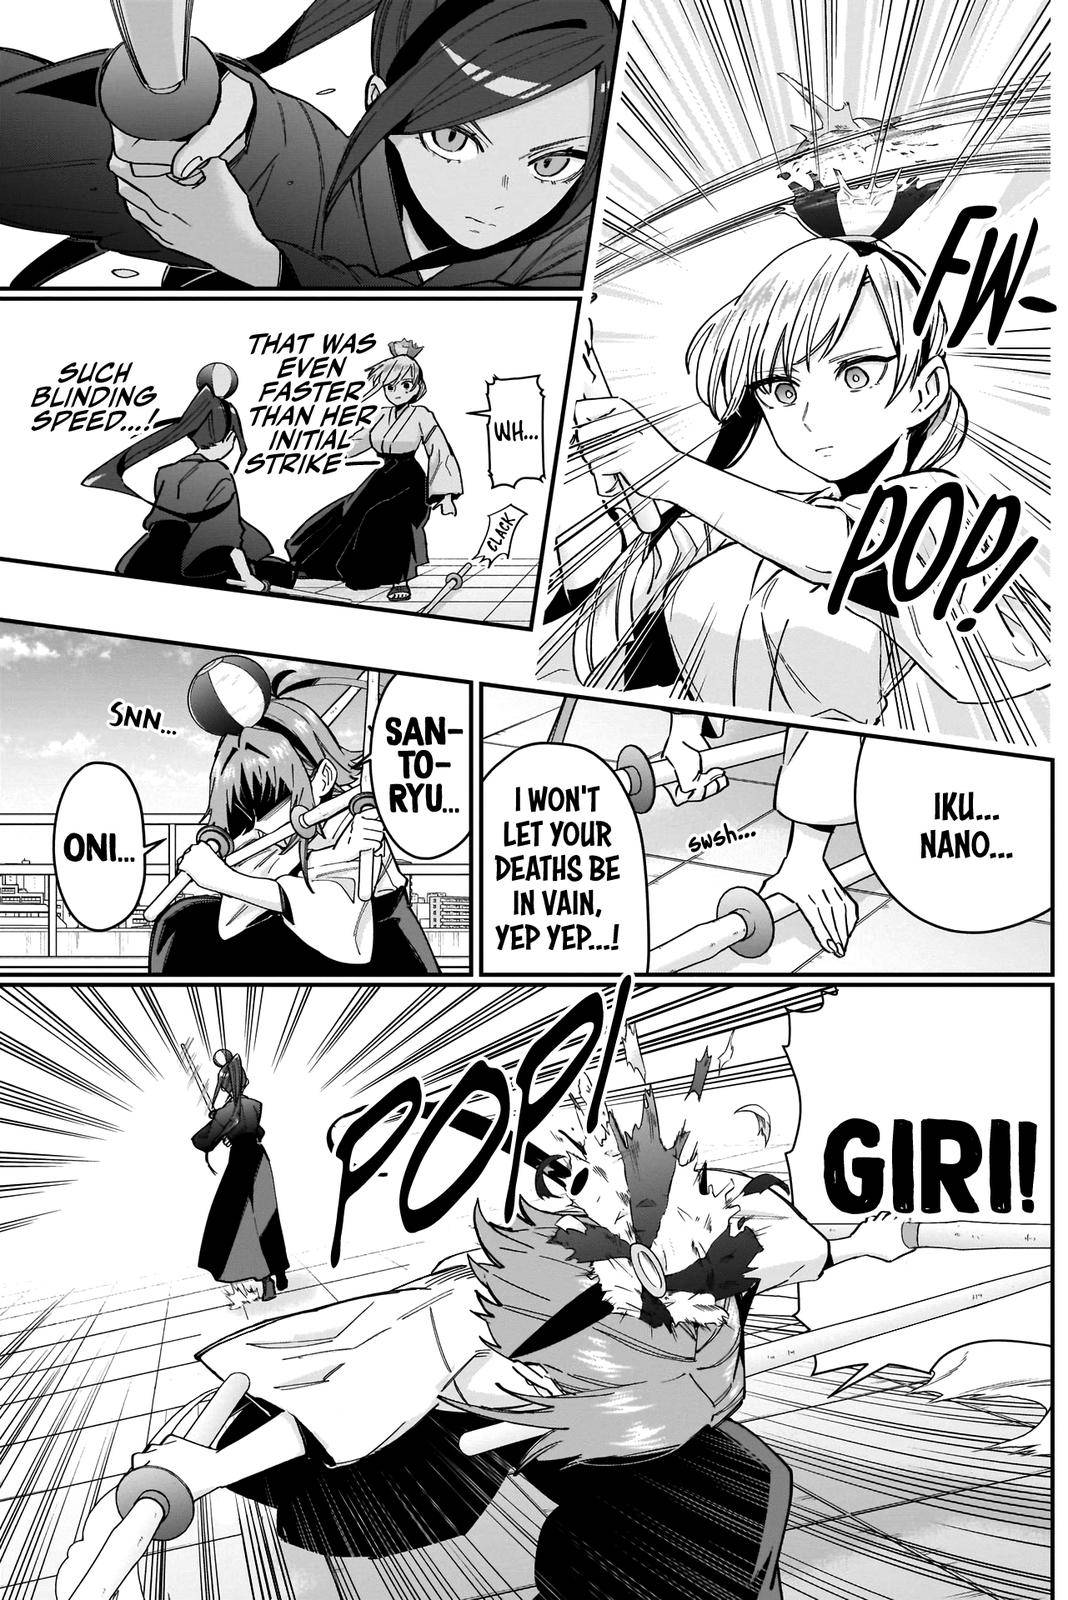 FW-
POP!
WH...
THAT WAS
EVEN
FASTER
THAN HER
INITIAL
STRIKE—
SUCH
BLINDING
SPEED...!
CLACK
IKU...
NANO...
swsh...
I WON'T
LET YOUR
DEATHS BE
IN VAIN,
YEP YEP...!
SAN-
TO-
RYU...
SNN...
ONI...
GIRI!
POP!